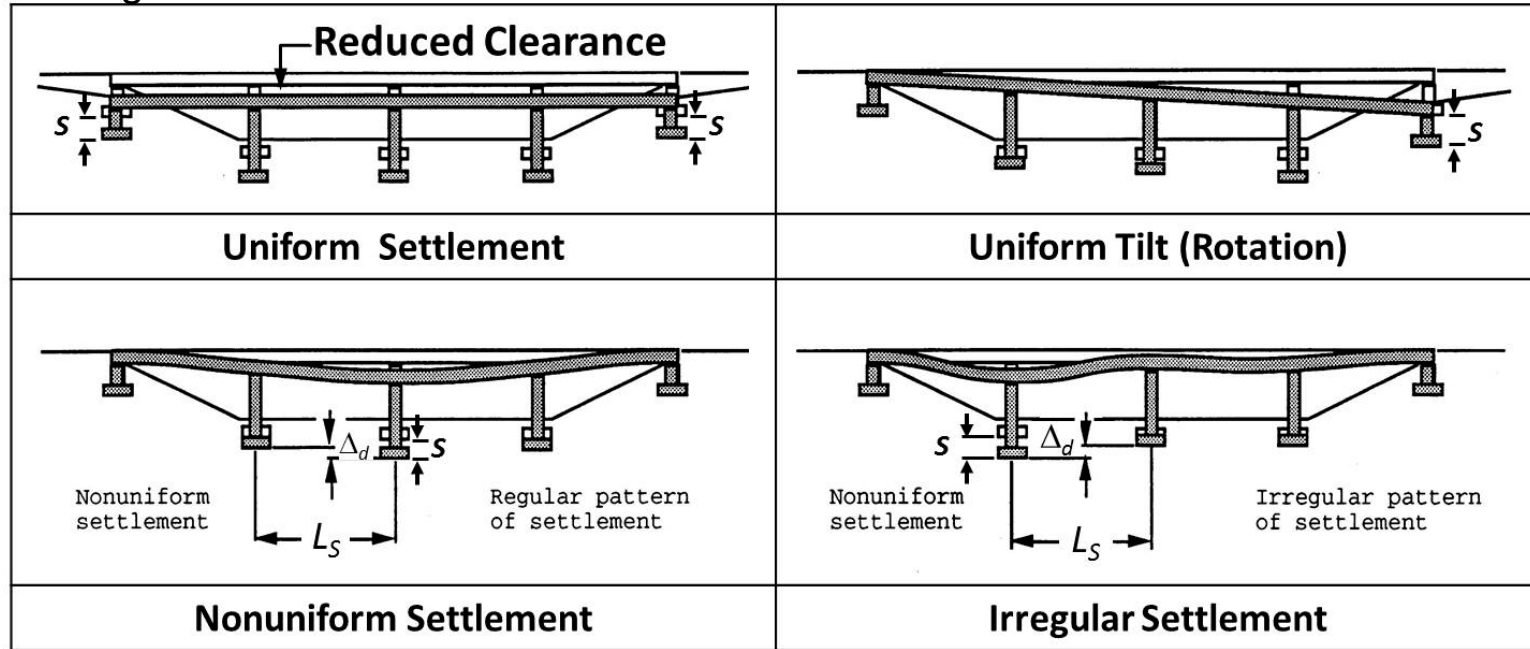 Reduced Clearance
S
S
S
Uniform Settlement
Uniform Tilt (Rotation)
Δd
S
Nonuniform
settlement
Regular pattern
of settlement
LS
S
Δd
Nonuniform
settlement
Irregular pattern
of settlement
LS
Nonuniform Settlement
Irregular Settlement